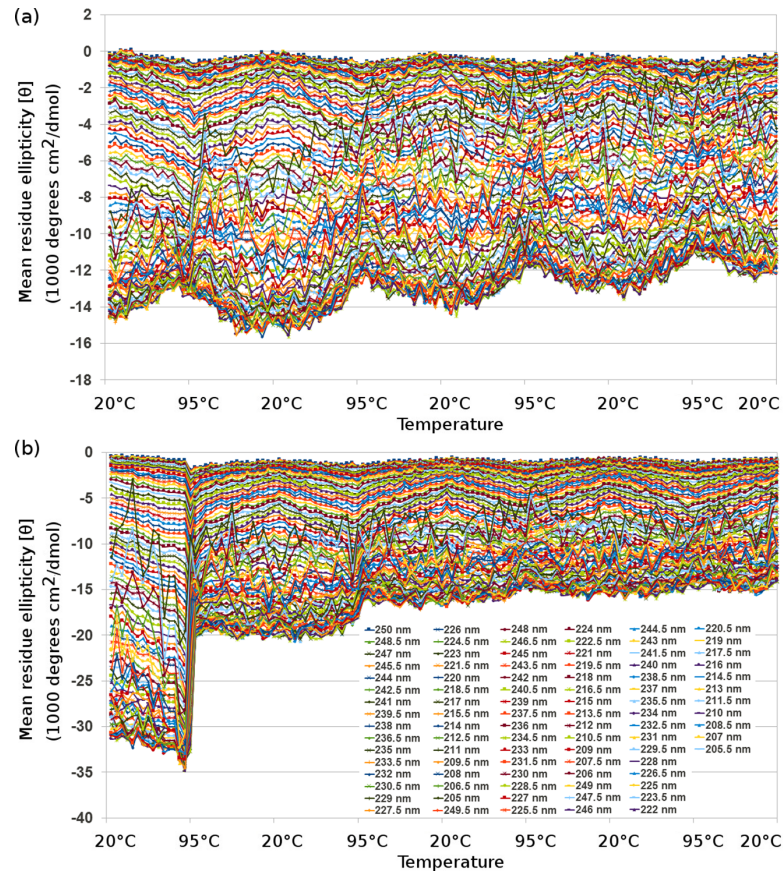 (a)
2
0
-2
-4
-6
-8
-10
-12
-14
-16
-18
Mean residue ellipticity [θ]
(1000 degrees cm2/dmol)
20°C 95°C 20°C 95°C 20°C 95°C 20°C 95°C 20°C
Temperature
(b)
0
-5
-10
-15
-20
-25
-30
-35
-40
Mean residue ellipticity [θ]
(1000 degrees cm2/dmol)
250 nm 226 nm 248 nm 224 nm 244.5 nm 220.5 nm
248.5 nm 224.5 nm 246.5 nm 222.5 nm 243 nm 219 nm
247 nm 223 nm 245 nm 221 nm 241.5 nm 217.5 nm
245.5 nm 221.5 nm 243.5 nm 219.5 nm 240 nm 216 nm
244 nm 220 nm 242 nm 218 nm 238.5 nm 214.5 nm
242.5 nm 218.5 nm 240.5 nm 216.5 nm 237 nm 213 nm
241 nm 217 nm 239 nm 215 nm 235.5 nm 211.5 nm
239.5 nm 215.5 nm 237.5 nm 213.5 nm 234 nm 210 nm
238 nm 214 nm 236 nm 212 nm 232.5 nm 208.5 nm
236.5 nm 212.5 nm 234.5 nm 210.5 nm 231 nm 207 nm
235 nm 211 nm 233 nm 209 nm 229.5 nm 205.5 nm
233.5 nm 209.5 nm 231.5 nm 207.5 nm 228 nm
232 nm 208 nm 230 nm 206 nm 226.5 nm
230.5 nm 206.5 nm 228.5 nm 249 nm 225 nm
229 nm 205 nm 227 nm 247.5 nm 223.5 nm
227.5 nm 249.5 nm 225.5 nm 246 nm 222 nm
20°C 95°C 20°C 95°C 20°C 95°C 20°C 95°C 20°C
Temperature